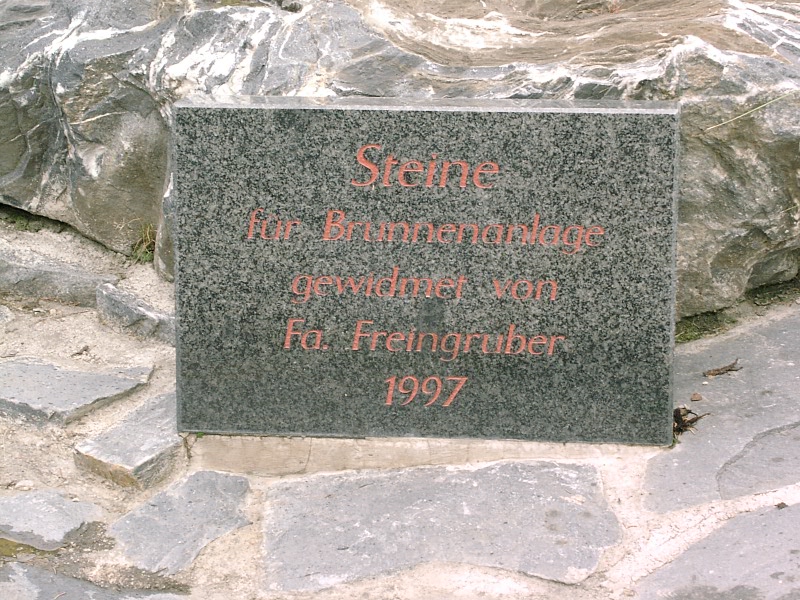 Steine
für Brunnenanlage
gewidmet von
Fa. Freingruber
1997